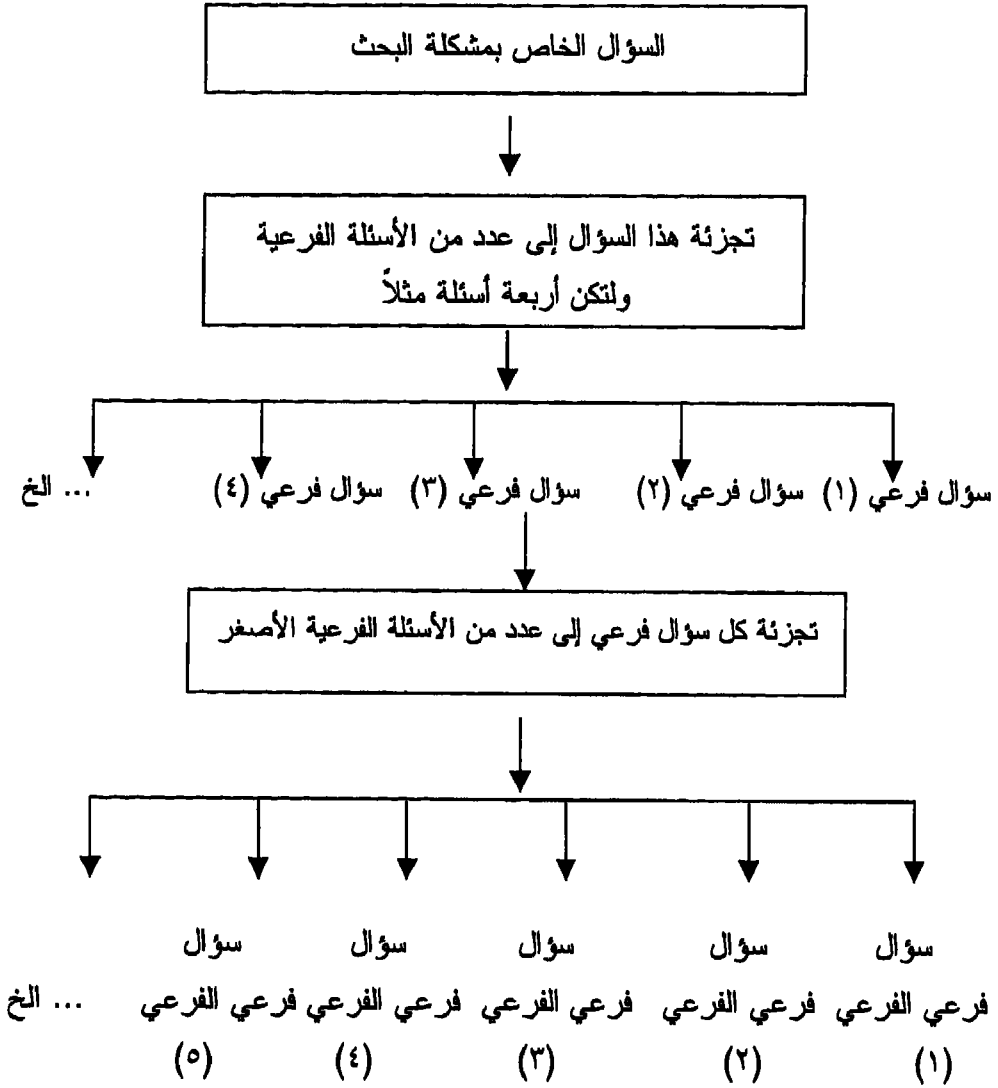 السؤال الخاص بمشكلة البحث
تجزئة هذا السؤال إلى عدد من الأسئلة الفرعية
ولتكن أربعة أسئلة مثلاً
سؤال فرعي (١) سؤال فرعي (٢) سؤال فرعي (٣) سؤال فرعي (٤) ... الخ
تجزئة كل سؤال فرعي إلى عدد من الأسئلة الفرعية الأصغر
سؤال سؤال سؤال سؤال سؤال
فرعي الفرعي فرعي الفرعي فرعي الفرعي فرعي الفرعي فرعي الفرعي ... الخ
(١) (٢) (٣) (٤) (٥)